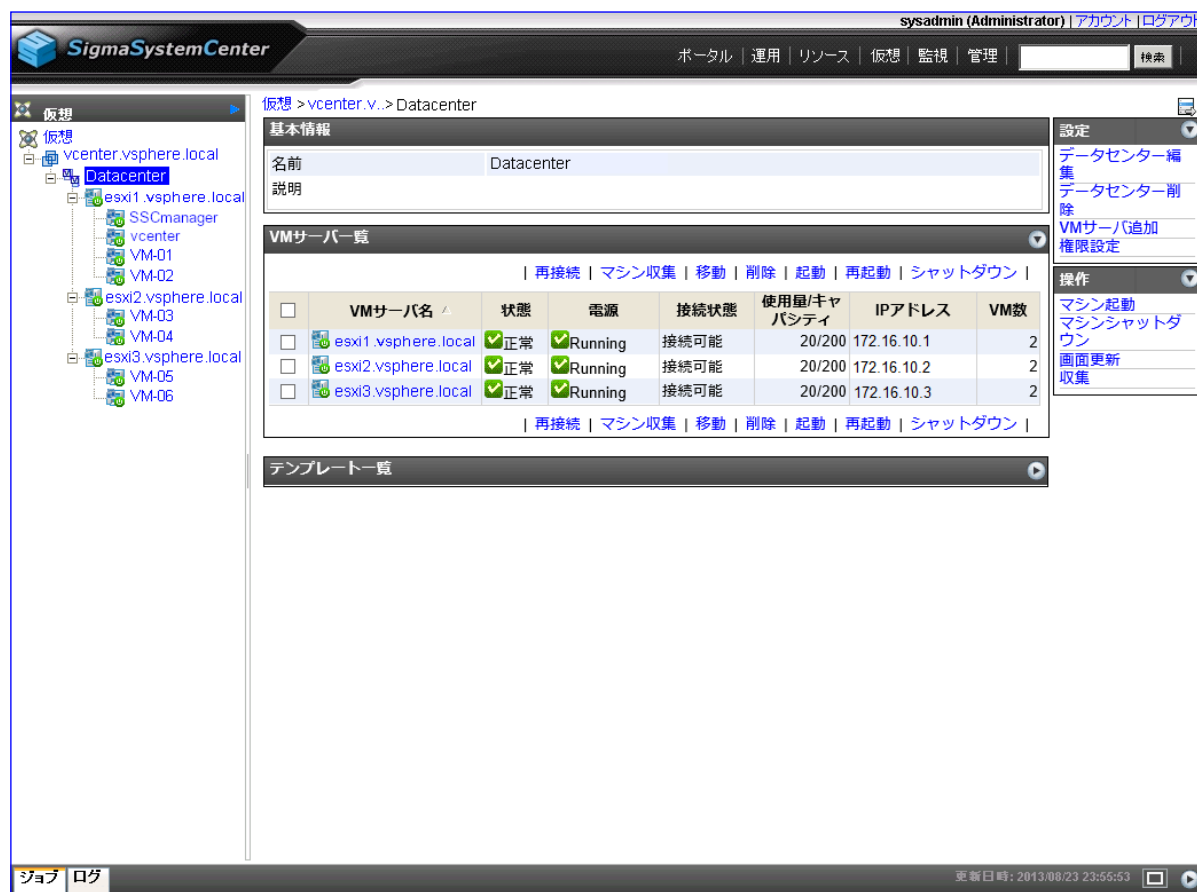 sysadmin (Administrator) | アカウント | ログアウト
SigmaSystemCenter
ポータル | 運用 | リソース | 仮想 | 監視 | 管理 | 検索 |
仮想
仮想
vcenter.vsphere.local
Datacenter
esxi1.vsphere.local
SSCmanager
vcenter
VM-01
VM-02
esxi2.vsphere.local
VM-03
VM-04
esxi3.vsphere.local
VM-05
VM-06
仮想 > vcenter.v..> Datacenter
基本情報
名前 Datacenter
説明
VMサーバ一覧
| 再接続 | マシン収集 | 移動 | 削除 | 起動 | 再起動 | シャットダウン |
VMサーバ名 状態 電源 接続状態 使用量/キャパシティ IPアドレス VM数
esxi1.vsphere.local 正常 Running 接続可能 20/200 172.16.10.1 2
esxi2.vsphere.local 正常 Running 接続可能 20/200 172.16.10.2 2
esxi3.vsphere.local 正常 Running 接続可能 20/200 172.16.10.3 2
| 再接続 | マシン収集 | 移動 | 削除 | 起動 | 再起動 | シャットダウン |
テンプレート一覧
設定
データセンター編
集
データセンター削
除
VMサーバ追加
権限設定
操作
マシン起動
マシンシャットダ
ウン
画面更新
収集
ジョブ ログ
更新日時: 2013/08/23 23:55:53